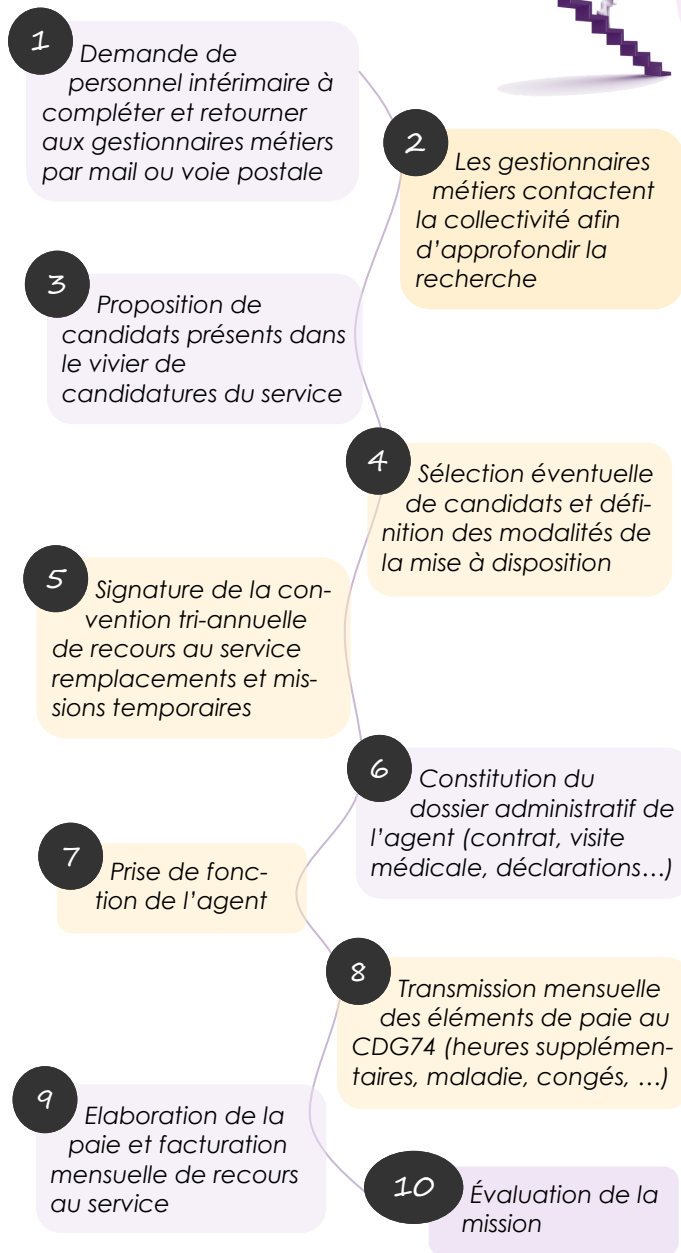 1
Demande de
personnel intérimaire à
compléter et retourner
aux gestionnaires métiers
par mail ou voie postale
2
Les gestionnaires
métiers contactent
la collectivité afin
d'approfondir la
recherche
3
Proposition de
candidats présents dans
le vivier de
candidatures du service
4
Sélection éventuelle
de candidats et défi-
nition des modalités de
la mise à disposition
5
Signature de la con-
vention tri-annuelle
de recours au service
remplacements et mis-
sions temporaires
6
Constitution du
dossier administratif de
l'agent (contrat, visite
médicale, déclarations…)
7
Prise de fonc-
tion de l'agent
8
Transmission mensuelle
des éléments de paie au
CDG74 (heures supplémen-
taires, maladie, congés, …)
9
Elaboration de la
paie et facturation
mensuelle de recours
au service
10
Évaluation de la
mission